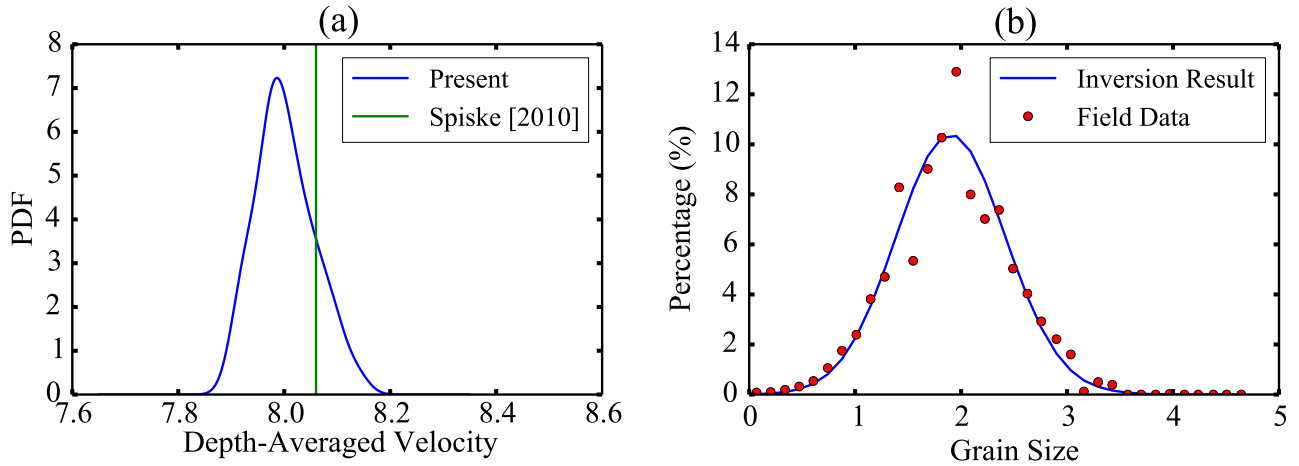 (a)
8
7
6
5
4
3
2
1
0
7.6 7.8 8.0 8.2 8.4 8.6
PDF
Depth-Averaged Velocity
Present
Spiske [2010]
(b)
14
12
10
8
6
4
2
0
0 1 2 3 4 5
Percentage (%)
Grain Size
Inversion Result
Field Data